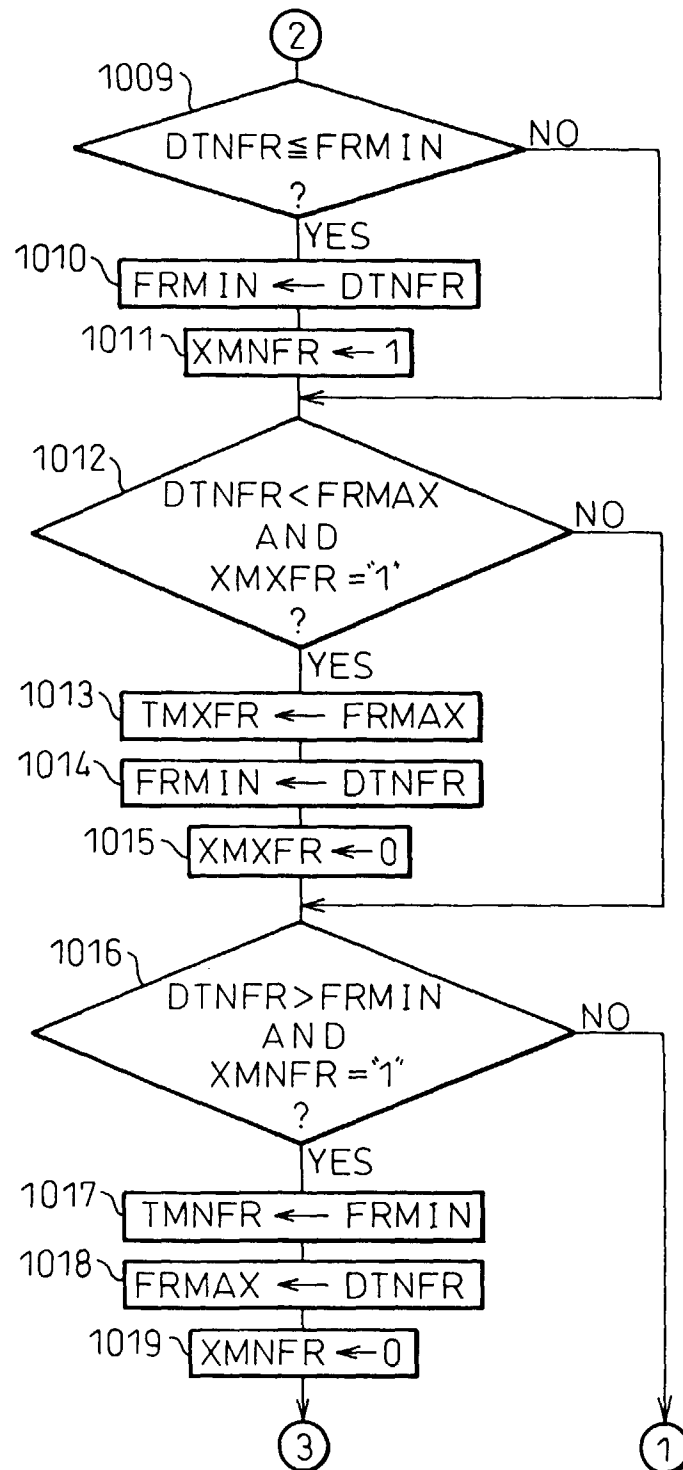 2
1009
DTNFR≦FRMIN
?
NO
YES
1010
FRMIN ← DTNFR
1011
XMNFR ← 1
1012
DTNFR<FRMAX
AND
XMXFR="1"
?
NO
YES
1013
TMXFR ← FRMAX
1014
FRMIN ← DTNFR
1015
XMXFR ← 0
1016
DTNFR>FRMIN
AND
XMNFR="1"
?
NO
YES
1017
TMNFR ← FRMIN
1018
FRMAX ← DTNFR
1019
XMNFR ← 0
3
1